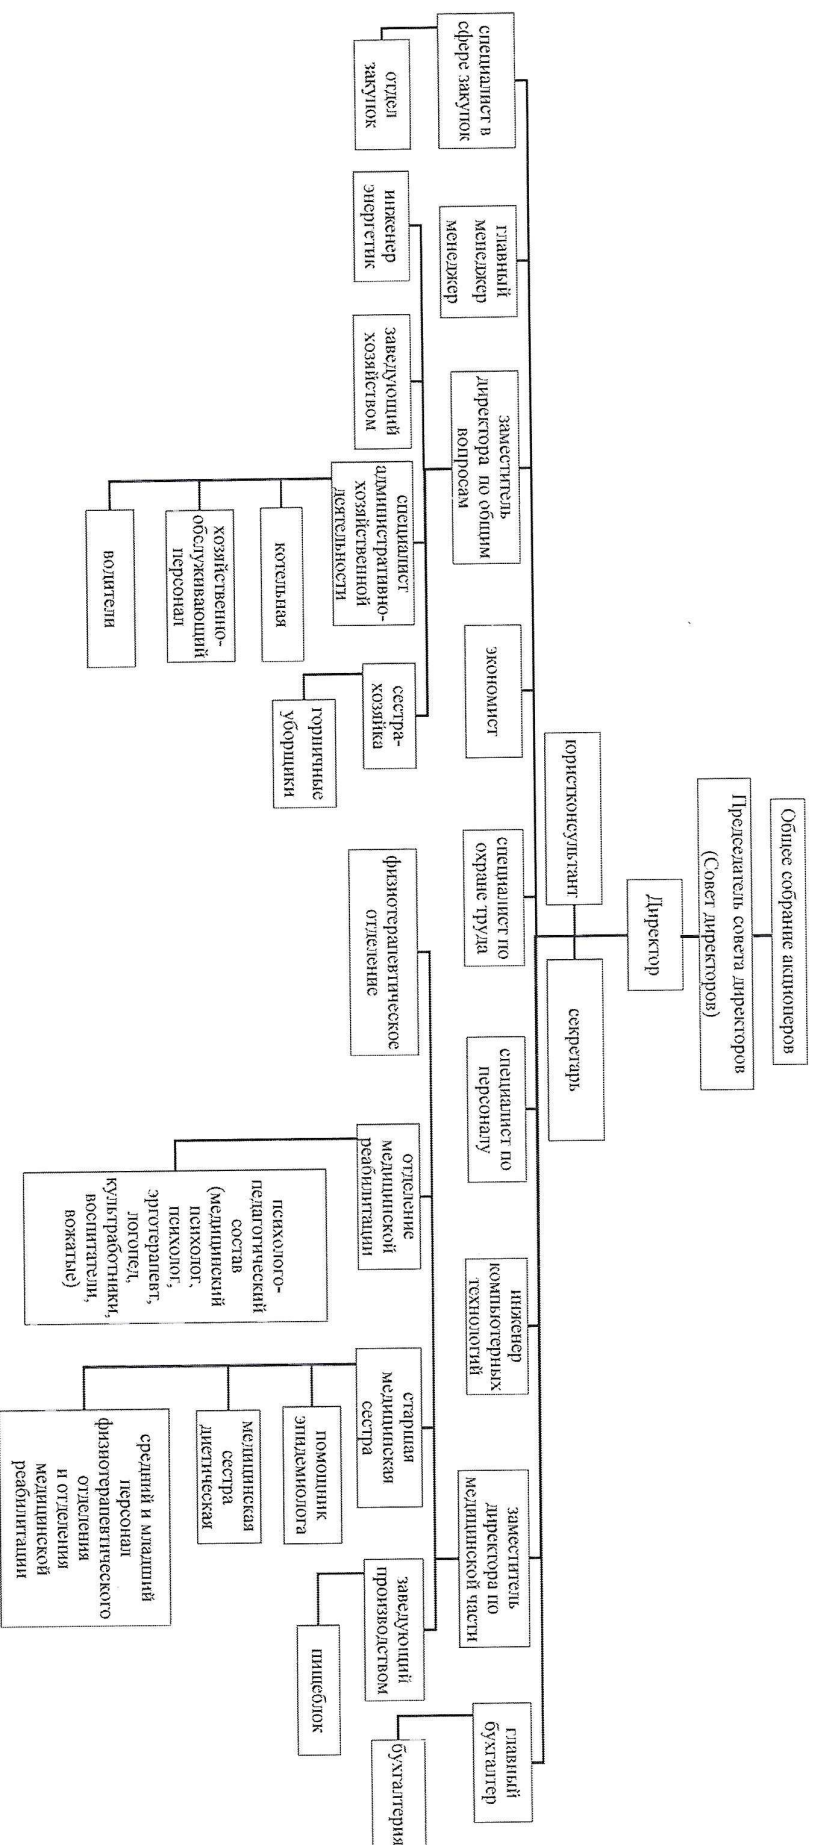 Общее собрание акционеров
Председатель совета директоров
(Совет директоров)
Директор
юристконсультант
секретарь
специалист в
сфере закупок
главный
менеджер
менеджер
заместитель
директора по общим
вопросам
экономист
специалист по
охране труда
специалист по
персоналу
инженер
компьютерных
технологий
заместитель
директора по
медицинской части
главный
бухгалтер
отдел
закупок
инженер
энергетик
заведующий
хозяйством
специалист
административно-
хозяйственной
деятельности
сестра-
хозяйка
физиотерапевтическое
отделение
отделение
медицинской
реабилитации
старшая
медицинская
сестра
заведующий
производством
бухгалтерия
котельная
хозяйственно-
обслуживающий
персонал
водители
горничные
уборщики
психолого-
педагогический
состав
(медицинский
психолог,
психолог,
эрготерапевт,
логопед,
культработники,
воспитатели,
вожатые)
помощник
эпидемиолога
медицинская
сестра
диетическая
средний и младший
персонал
физиотерапевтического
отделения
и отделения
медицинской
реабилитации
пищеблок